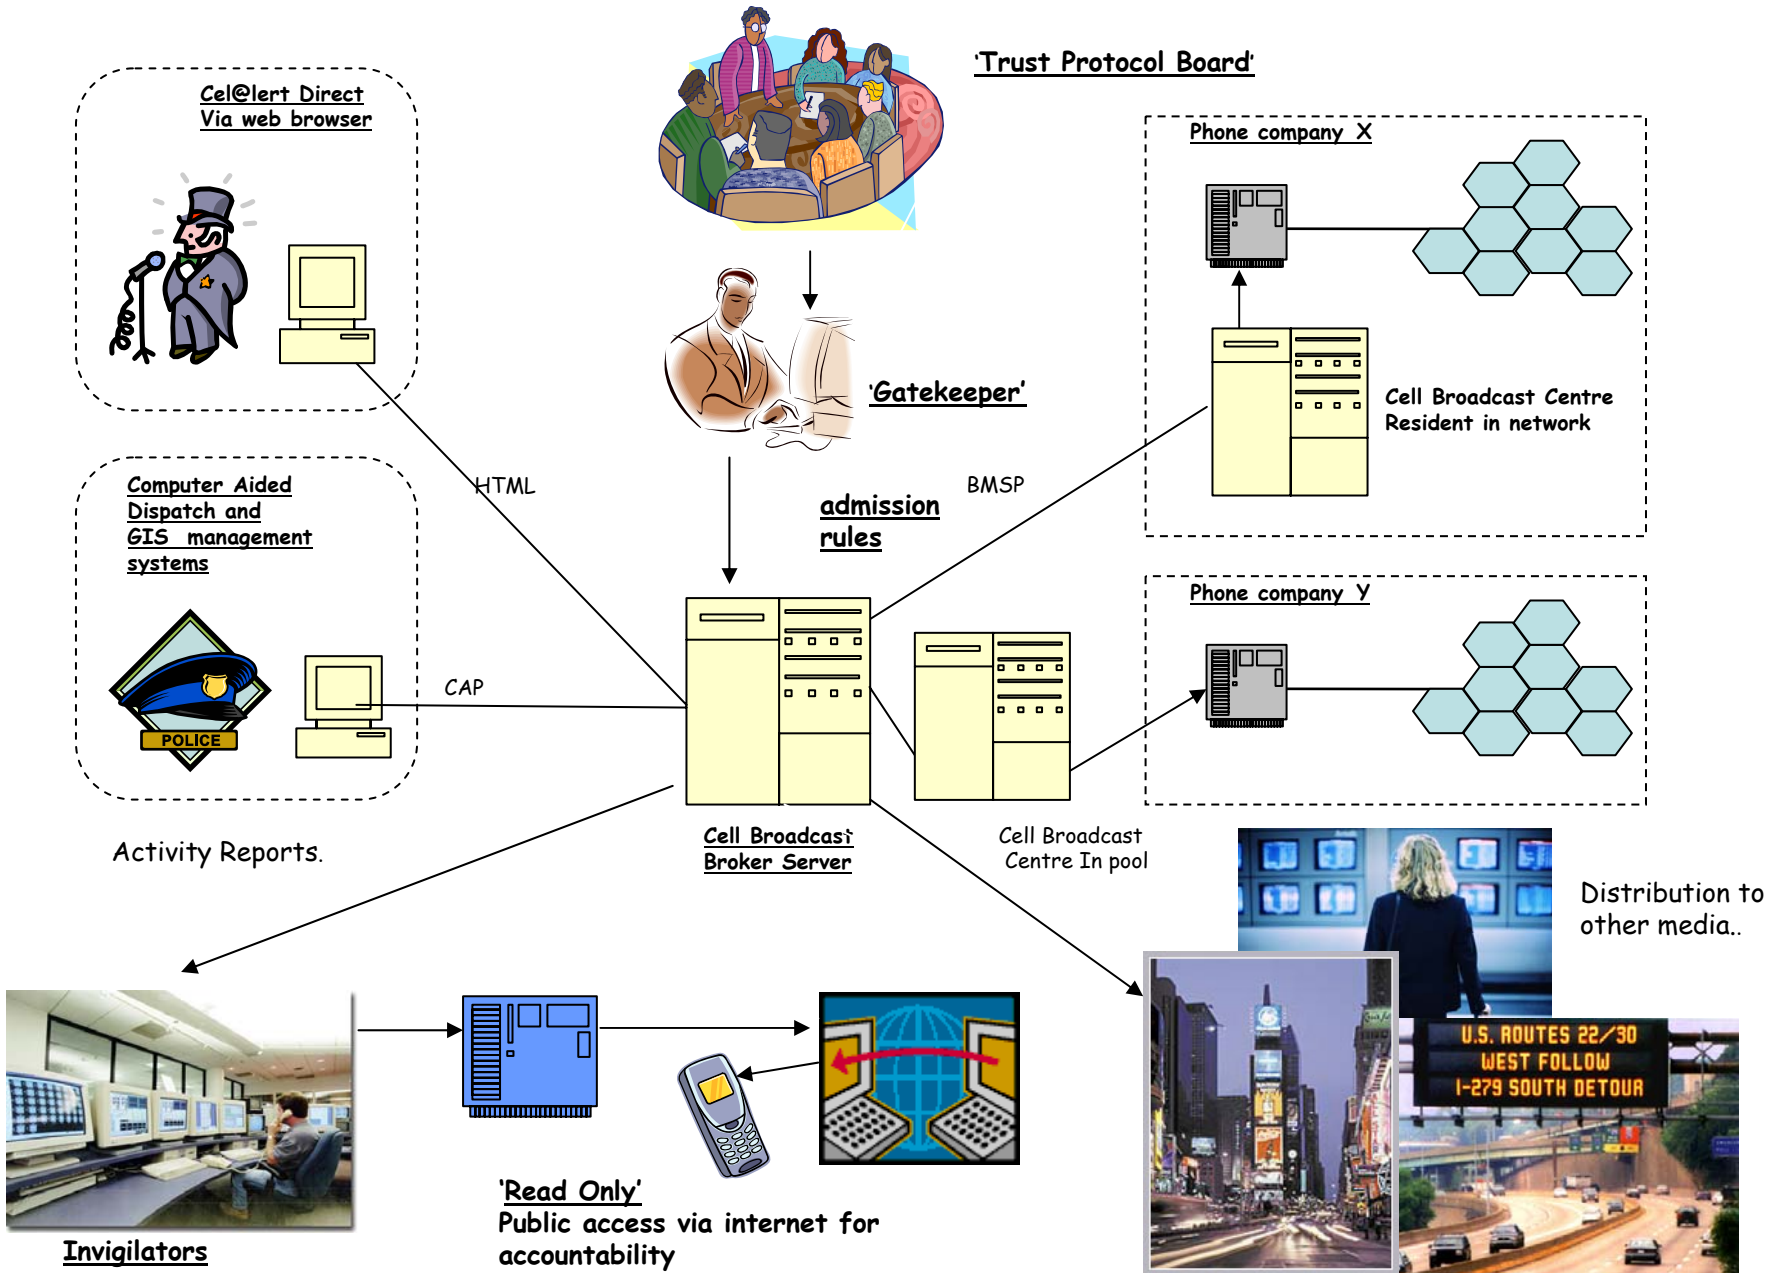 'Trust Protocol Board'
Cel@lert Direct
Via web browser
Phone company X
Cell Broadcast Centre
Resident in network
'Gatekeeper'
HTML
admission
rules
BMSP
Computer Aided
Dispatch and
GIS management
systems
POLICE
CAP
Phone company Y
Cell Broadcast
Broker Server
Cell Broadcast
Centre In pool
Activity Reports.
Distribution to
other media..
U.S. ROUTES 22/30
WEST FOLLOW
I-279 SOUTH DETOUR
'Read Only'
Public access via internet for
accountability
Invigilators